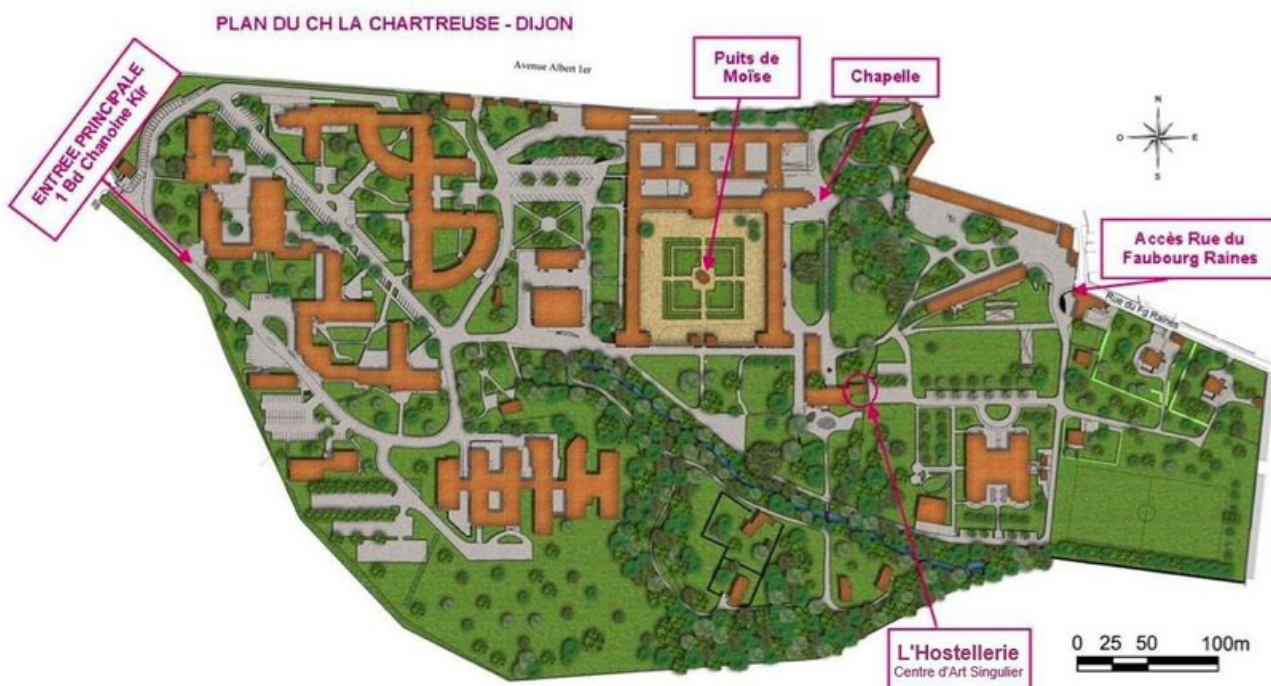 PLAN DU CH LA CHARTREUSE - DIJON
Avenue Albert 1er
ENTREE PRINCIPALE
1 Bd Chanoine Kir
Puits de
Moïse
Chapelle
N
O
E
S
Accès Rue du
Faubourg Raines
Rue du Fg Raines
L'Hostellerie
Centre d'Art Singulier
0 25 50 100m